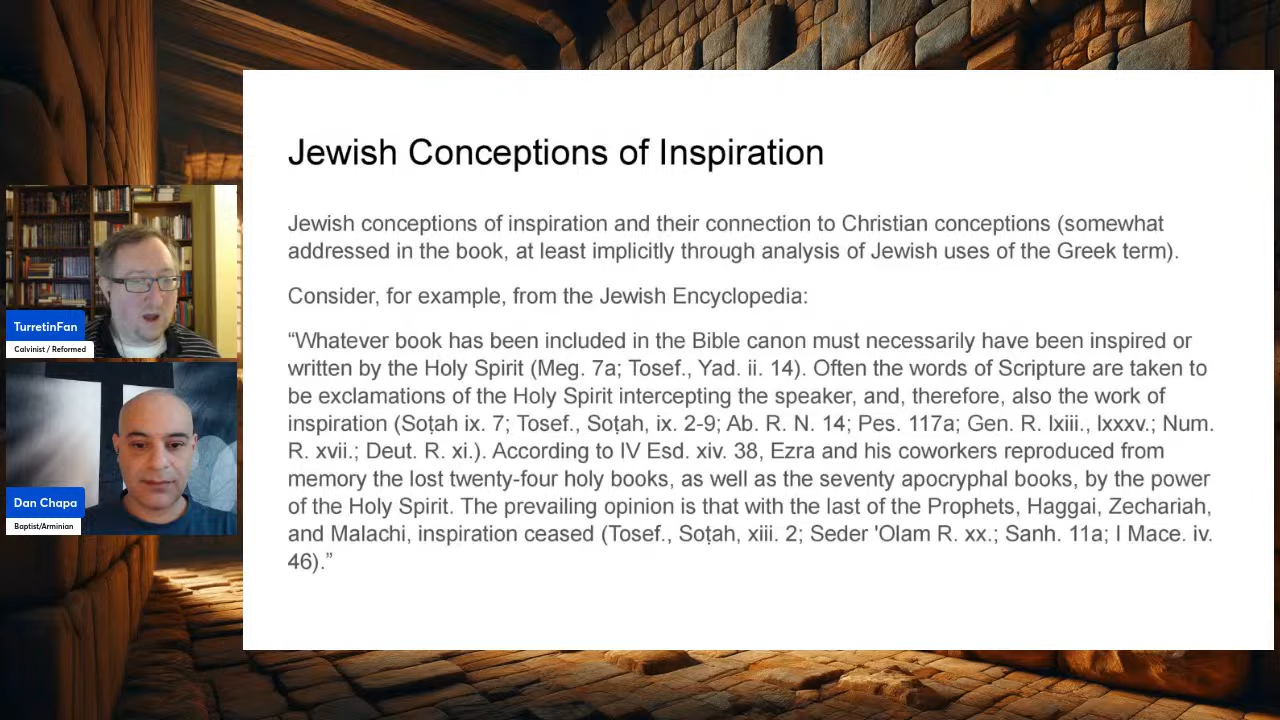 Jewish Conceptions of Inspiration
Jewish conceptions of inspiration and their connection to Christian conceptions (somewhat
addressed in the book, at least implicitly through analysis of Jewish uses of the Greek term).
Consider, for example, from the Jewish Encyclopedia:
“Whatever book has been included in the Bible canon must necessarily have been inspired or
written by the Holy Spirit (Meg. 7a; Tosef., Yad. ii. 14). Often the words of Scripture are taken to
be exclamations of the Holy Spirit intercepting the speaker, and, therefore, also the work of
inspiration (Soṭah ix. 7; Tosef., Soṭah, ix. 2-9; Ab. R. N. 14; Pes. 117a; Gen. R. lxiii., lxxxv.; Num.
R. xvii.; Deut. R. xi.). According to IV Esd. xiv. 38, Ezra and his coworkers reproduced from
memory the lost twenty-four holy books, as well as the seventy apocryphal books, by the power
of the Holy Spirit. The prevailing opinion is that with the last of the Prophets, Haggai, Zechariah,
and Malachi, inspiration ceased (Tosef., Soṭah, xiii. 2; Seder 'Olam R. xx.; Sanh. 11a; I Mace. iv.
46).”
TurretinFan
Calvinist / Reformed
Dan Chapa
Baptist/Arminian